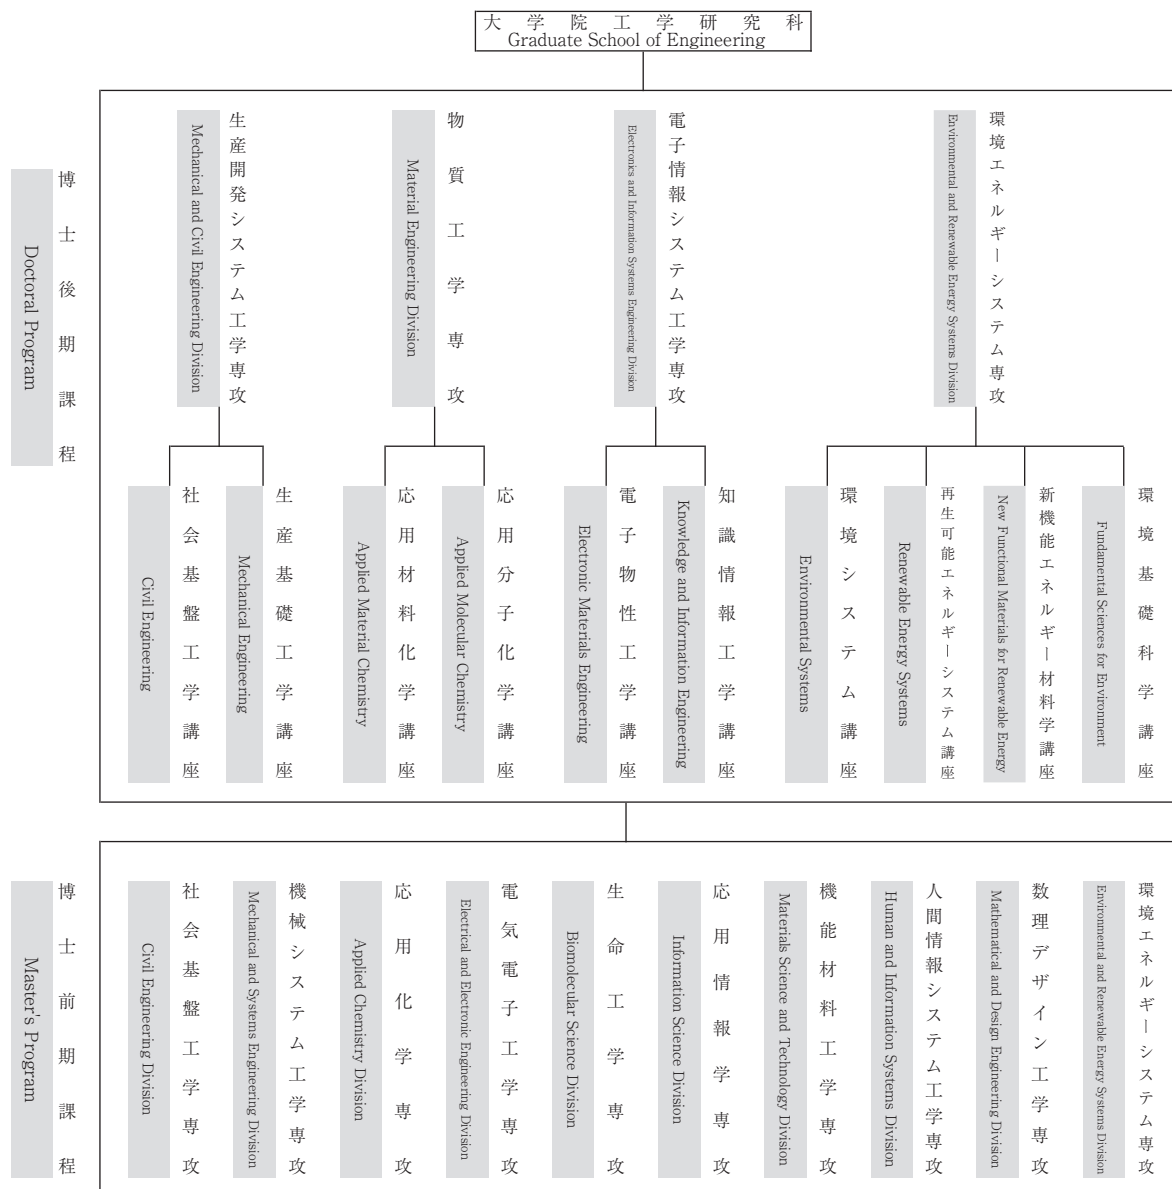 大学院工学研究科
Graduate School of Engineering
博士後期課程
Doctoral Program
生産開発システム工学専攻
Mechanical and Civil Engineering Division
物質工学専攻
Material Engineering Division
電子情報システム工学専攻
Electronics and Information Systems Engineering Division
環境エネルギーシステム専攻
Environmental and Renewable Energy Systems Division
社会基盤工学講座
Civil Engineering
生産基礎工学講座
Mechanical Engineering
応用材料化学講座
Applied Material Chemistry
応用分子化学講座
Applied Molecular Chemistry
電子物性工学講座
Electronic Materials Engineering
知識情報工学講座
Knowledge and Information Engineering
環境システム講座
Environmental Systems
再生可能エネルギーシステム講座
Renewable Energy Systems
新機能エネルギー材料学講座
New Functional Materials for Renewable Energy
環境基礎科学講座
Fundamental Sciences for Environment
博士前期課程
Master's Program
社会基盤工学専攻
Civil Engineering Division
機械システム工学専攻
Mechanical and Systems Engineering Division
応用化学専攻
Applied Chemistry Division
電気電子工学専攻
Electrical and Electronic Engineering Division
生命工学専攻
Biomolecular Science Division
応用情報学専攻
Information Science Division
機能材料工学専攻
Materials Science and Technology Division
人間情報システム工学専攻
Human and Information Systems Division
数理デザイン工学専攻
Mathematical and Design Engineering Division
環境エネルギーシステム専攻
Environmental and Renewable Energy Systems Division